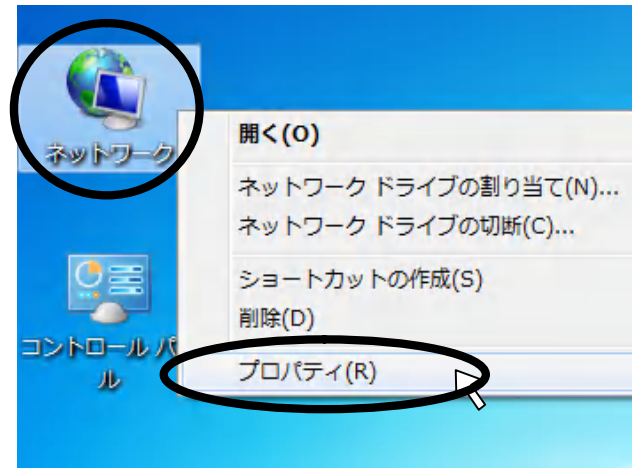 ネットワーク
開く(O)
ネットワーク ドライブの割り当て(N)...
ネットワーク ドライブの切断(C)...
ショートカットの作成(S)
削除(D)
プロパティ(R)
コントロール パ
ル